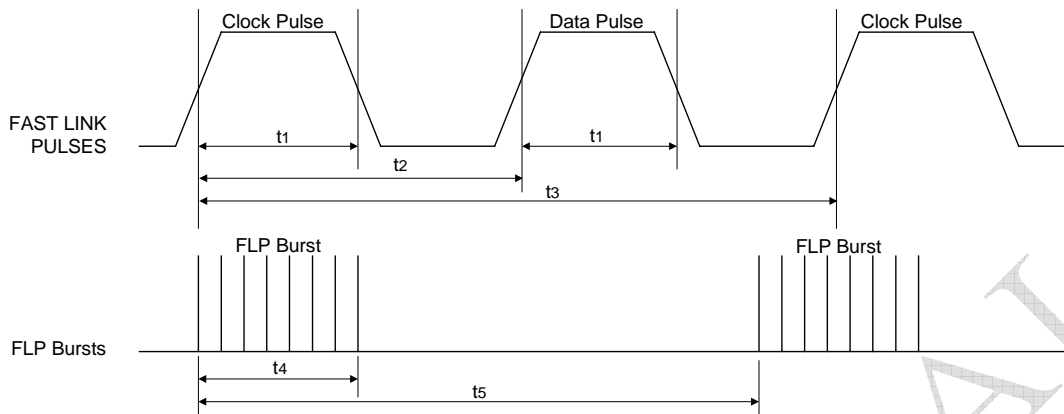 Clock Pulse Data Pulse Clock Pulse
FAST LINK
PULSES
t1 t1
t2
t3
FLP Burst FLP Burst
FLP Bursts
t4
t5